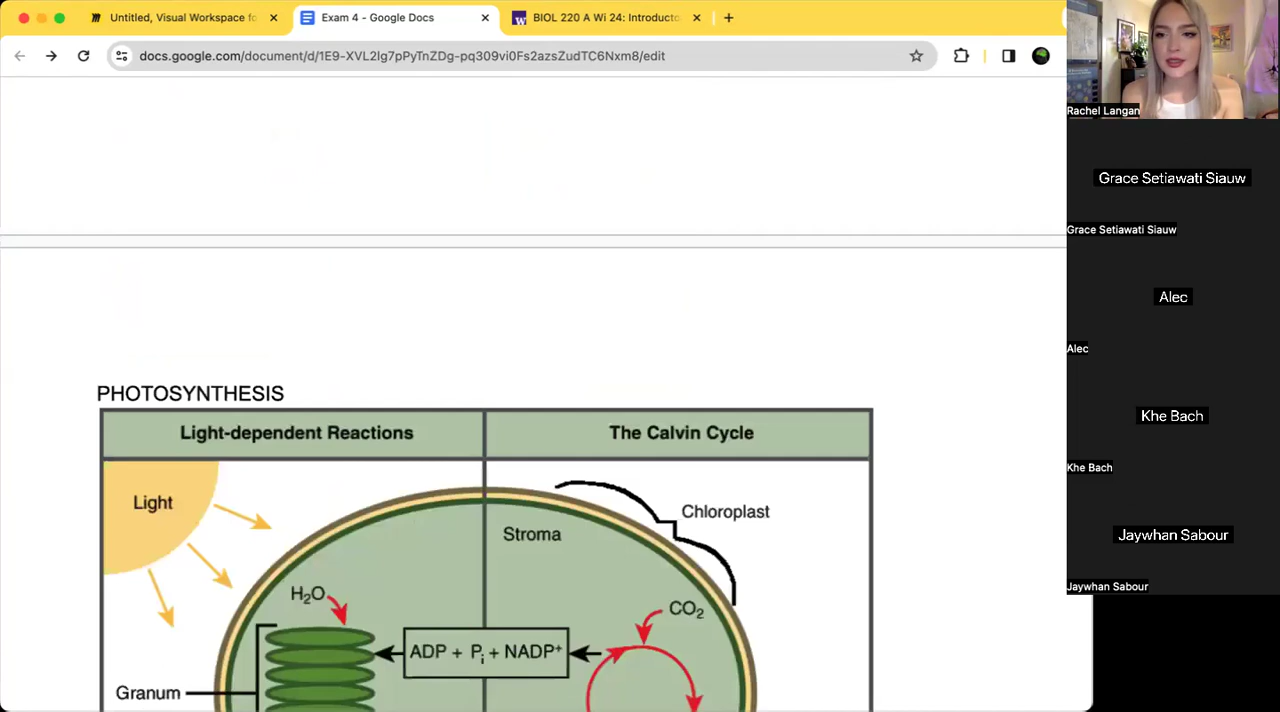 Untitled, Visual Workspace fo
Exam 4 - Google Docs
BIOL 220 A Wi 24: Introducto
docs.google.com/document/d/1E9-XVL2Ig7pPyTnZDg-pq309vi0Fs2azsZudTC6Nxm8/edit
Rachel Langan
Grace Setiawati Siauw
Grace Setiawati Siauw
Alec
Alec
Khe Bach
Khe Bach
Jaywhan Sabour
Jaywhan Sabour
PHOTOSYNTHESIS
Light-dependent Reactions
The Calvin Cycle
Light
Chloroplast
Stroma
H₂O
CO₂
ADP + Pᵢ + NADP⁺
Granum